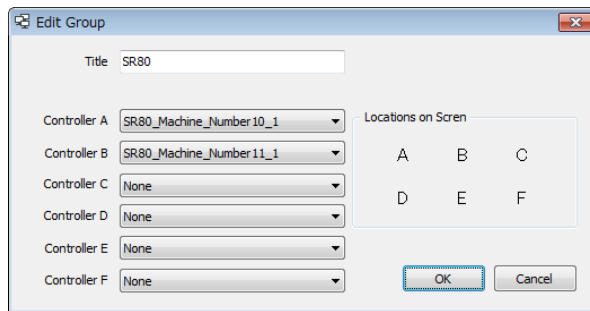 Edit Group
Title SR80
Controller A SR80_Machine_Number10_1
Controller B SR80_Machine_Number11_1
Controller C None
Controller D None
Controller E None
Controller F None
Locations on Scren
A B C
D E F
OK Cancel